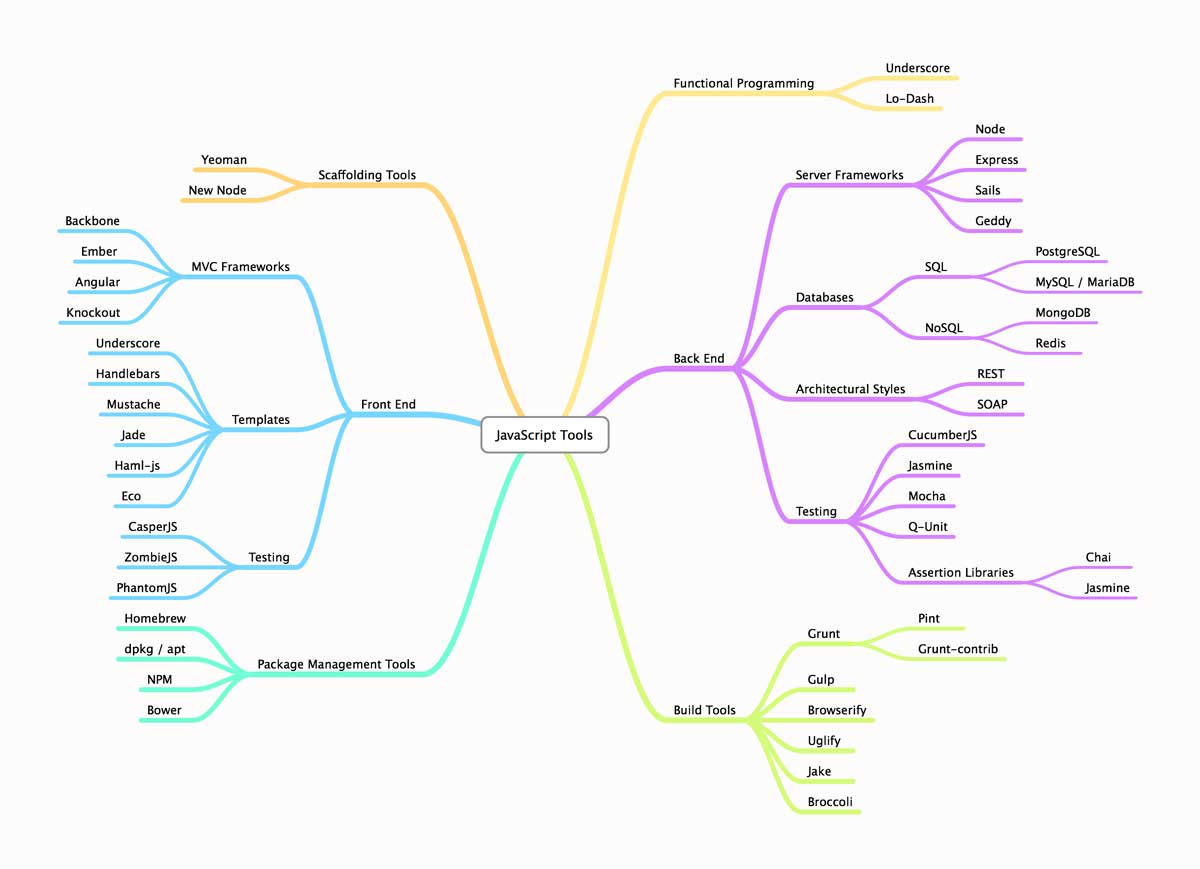 JavaScript Tools
Functional Programming
Underscore
Lo-Dash
Back End
Server Frameworks
Node
Express
Sails
Geddy
Databases
SQL
PostgreSQL
MySQL / MariaDB
NoSQL
MongoDB
Redis
Architectural Styles
REST
SOAP
Testing
CucumberJS
Jasmine
Mocha
Q-Unit
Assertion Libraries
Chai
Jasmine
Build Tools
Grunt
Pint
Grunt-contrib
Gulp
Browserify
Uglify
Jake
Broccoli
Scaffolding Tools
Yeoman
New Node
Front End
MVC Frameworks
Backbone
Ember
Angular
Knockout
Templates
Underscore
Handlebars
Mustache
Jade
Haml-js
Eco
Testing
CasperJS
ZombieJS
PhantomJS
Package Management Tools
Homebrew
dpkg / apt
NPM
Bower